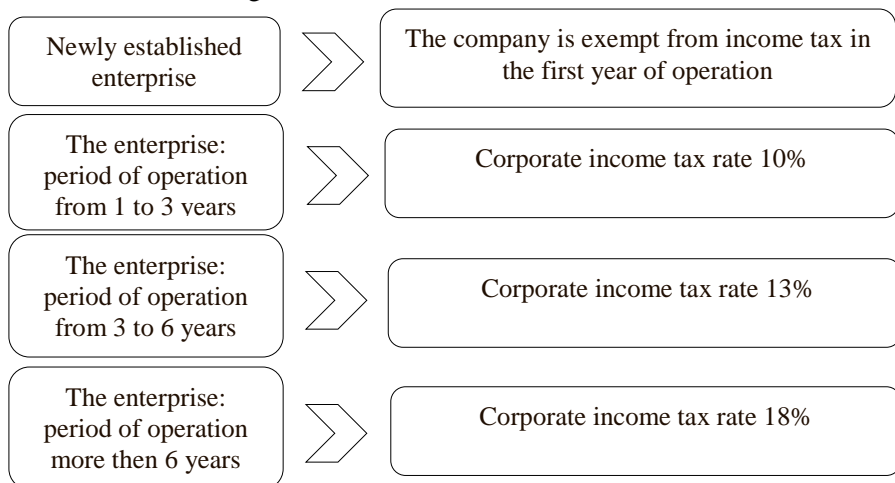 Newly established
enterprise
The company is exempt from income tax in
the first year of operation
The enterprise:
period of operation
from 1 to 3 years
Corporate income tax rate 10%
The enterprise:
period of operation
from 3 to 6 years
Corporate income tax rate 13%
The enterprise:
period of operation
more then 6 years
Corporate income tax rate 18%